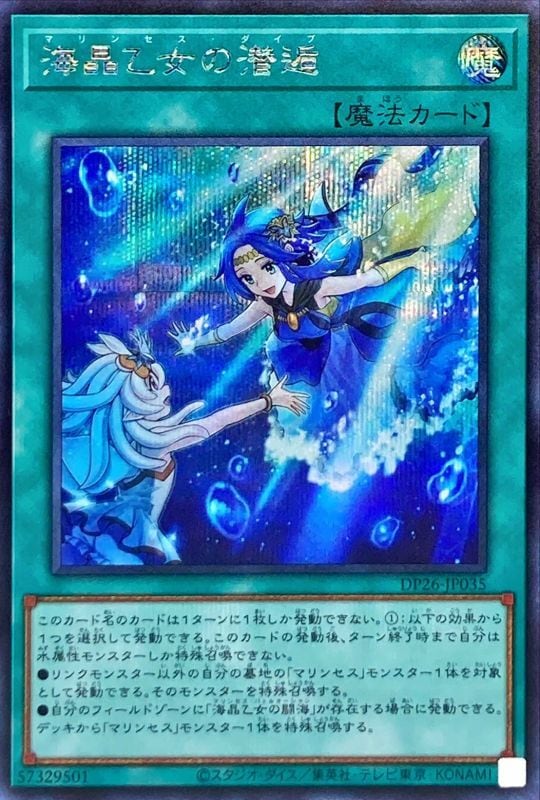 マリンセス・ダイブ
海晶乙女の潜逅
魔
【魔法カード】
DP26-JP035
このカード名のカードは1ターンに1枚しか発動できない。①:以下の効果から
1つを選択して発動できる。このカードの発動後、ターン終了時まで自分は
水属性モンスターしか特殊召喚できない。
●リンクモンスター以外の自分の墓地の「マリンセス」モンスター1体を対象
として発動できる。そのモンスターを特殊召喚する。
●自分のフィールドゾーンに「海晶乙女の闘海」が存在する場合に発動できる。
デッキから「マリンセス」モンスター1体を特殊召喚する。
57329501
©スタジオ・ダイス/集英社・テレビ東京 KONAMI